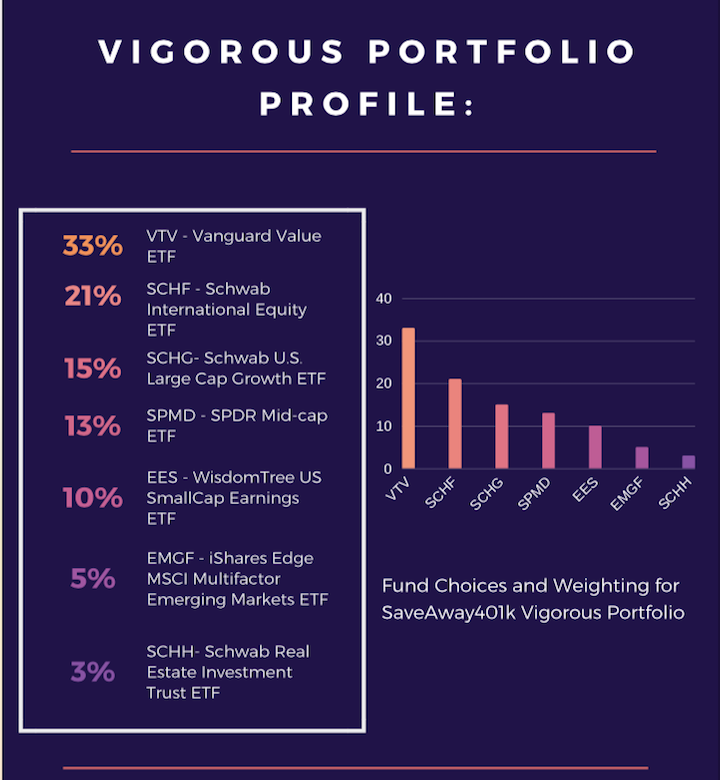 VIGOROUS PORTFOLIO
PROFILE:
33%
VTV - Vanguard Value
ETF
21%
SCHF - Schwab
International Equity
ETF
15%
SCHG- Schwab U.S.
Large Cap Growth ETF
13%
SPMD - SPDR Mid-cap
ETF
10%
EES - WisdomTree US
SmallCap Earnings
ETF
5%
EMGF - iShares Edge
MSCI Multifactor
Emerging Markets ETF
3%
SCHH- Schwab Real
Estate Investment
Trust ETF
40
30
20
10
0
VTV
SCHF
SCHG
SPMD
EES
EMGF
SCHH
Fund Choices and Weighting for
SaveAway401k Vigorous Portfolio